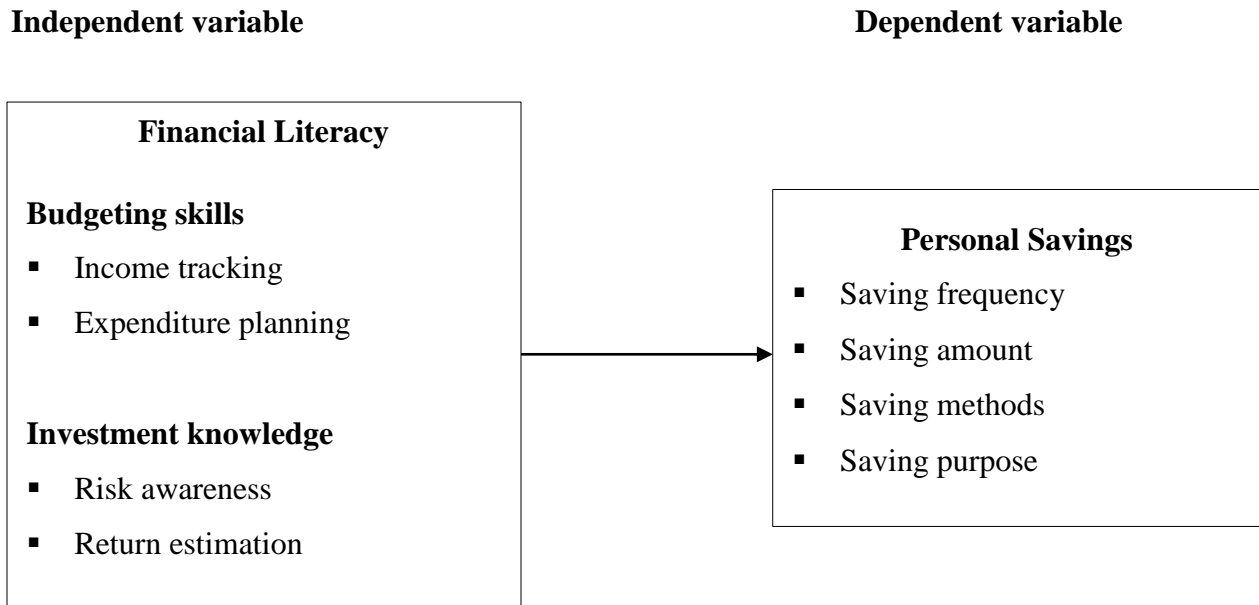 Independent variable
Dependent variable
Financial Literacy
Budgeting skills
▪ Income tracking
▪ Expenditure planning
Investment knowledge
▪ Risk awareness
▪ Return estimation
Personal Savings
▪ Saving frequency
▪ Saving amount
▪ Saving methods
▪ Saving purpose